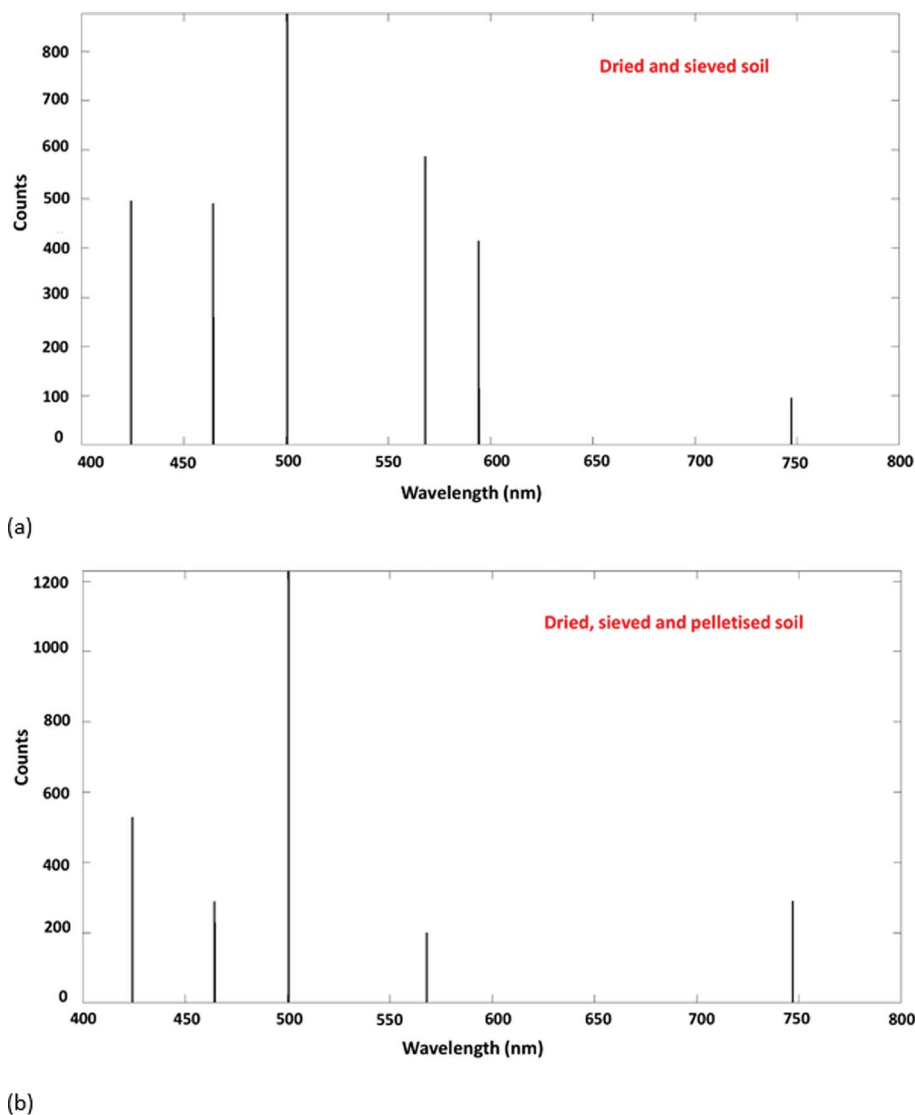 800
700
600
500
400
300
200
100
0
Counts
Dried and sieved soil
400 450 500 550 600 650 700 750 800
Wavelength (nm)
(a)
1200
1000
800
600
400
200
0
Counts
Dried, sieved and pelletised soil
400 450 500 550 600 650 700 750 800
Wavelength (nm)
(b)